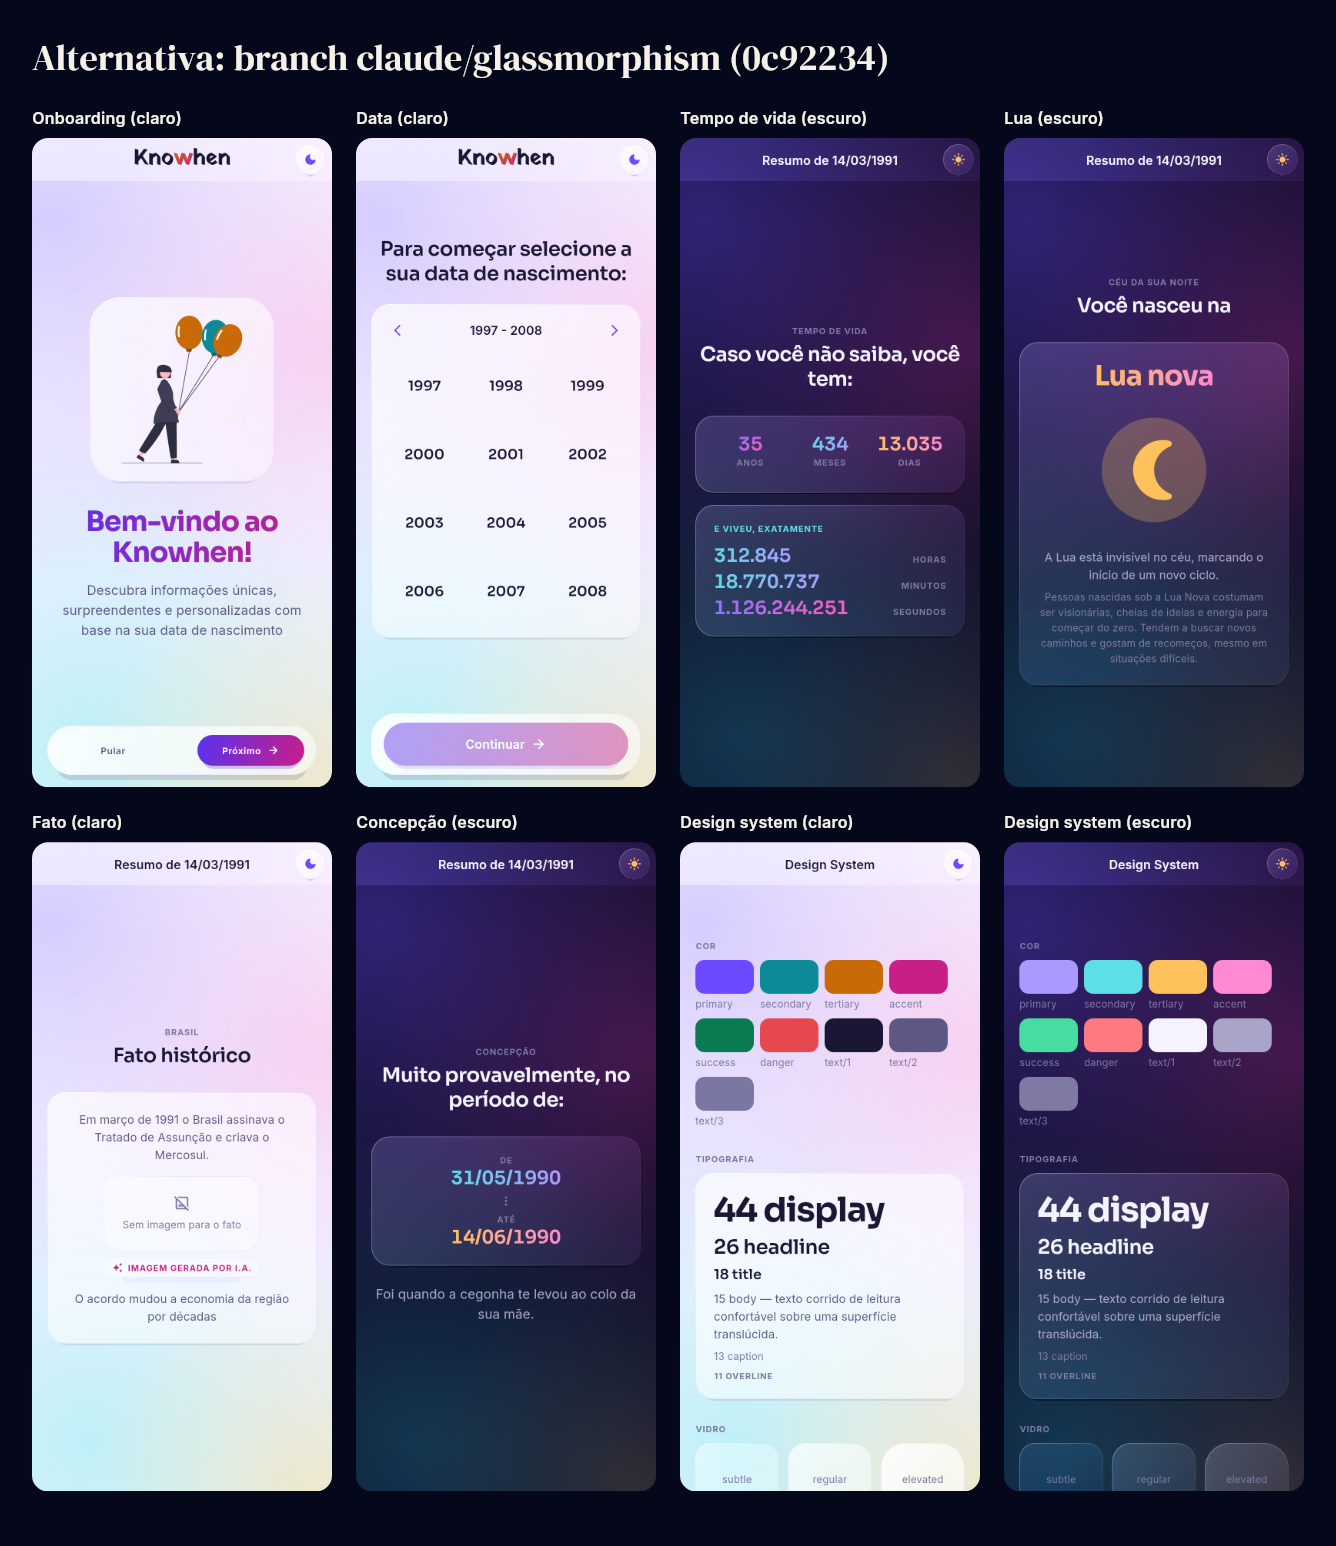 Alternativa: branch claude/glassmorphism (0c92234)
Onboarding (claro)
Knowhen
Bem-vindo ao
Knowhen!
Descubra informações únicas,
surpreendentes e personalizadas com
base na sua data de nascimento
Pular
Próximo →
Data (claro)
Knowhen
Para começar selecione a
sua data de nascimento:
1997 - 2008
1997 1998 1999
2000 2001 2002
2003 2004 2005
2006 2007 2008
Continuar →
Tempo de vida (escuro)
Resumo de 14/03/1991
TEMPO DE VIDA
Caso você não saiba, você
tem:
35 434 13.035
ANOS MESES DIAS
E VIVEU, EXATAMENTE
312.845 HORAS
18.770.737 MINUTOS
1.126.244.251 SEGUNDOS
Lua (escuro)
Resumo de 14/03/1991
CÉU DA SUA NOITE
Você nasceu na
Lua nova
A Lua está invisível no céu, marcando o
início de um novo ciclo.
Pessoas nascidas sob a Lua Nova costumam
ser visionárias, cheias de ideias e energia para
começar do zero. Tendem a buscar novos
caminhos e gostam de recomeços, mesmo em
situações difíceis.
Fato (claro)
Resumo de 14/03/1991
BRASIL
Fato histórico
Em março de 1991 o Brasil assinava o
Tratado de Assunção e criava o
Mercosul.
Sem imagem para o fato
IMAGEM GERADA POR I.A.
O acordo mudou a economia da região
por décadas
Concepção (escuro)
Resumo de 14/03/1991
CONCEPÇÃO
Muito provavelmente, no
período de:
DE
31/05/1990
ATÉ
14/06/1990
Foi quando a cegonha te levou ao colo da
sua mãe.
Design system (claro)
Design System
COR
primary secondary tertiary accent
success danger text/1 text/2
text/3
TIPOGRAFIA
44 display
26 headline
18 title
15 body — texto corrido de leitura
confortável sobre uma superfície
translúcida.
13 caption
11 OVERLINE
VIDRO
subtle regular elevated
Design system (escuro)
Design System
COR
primary secondary tertiary accent
success danger text/1 text/2
text/3
TIPOGRAFIA
44 display
26 headline
18 title
15 body — texto corrido de leitura
confortável sobre uma superfície
translúcida.
13 caption
11 OVERLINE
VIDRO
subtle regular elevated